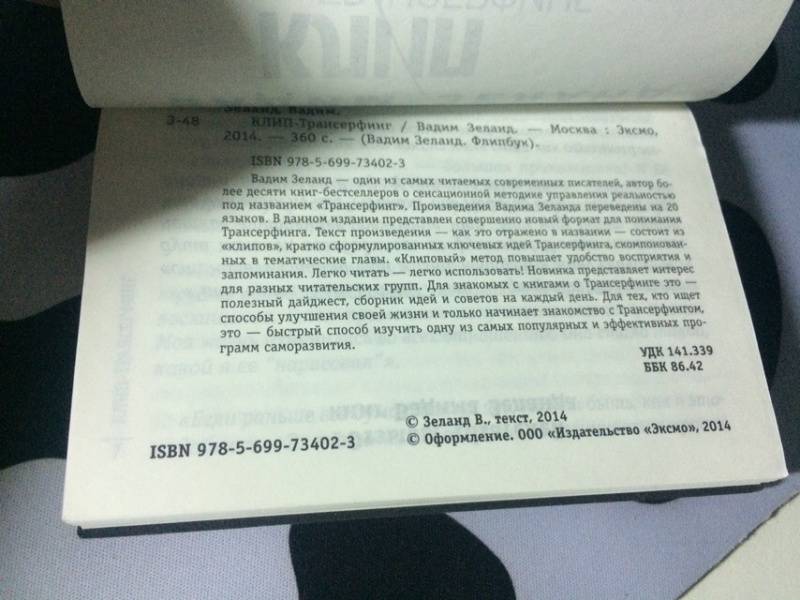 КЛИП
Зеланд, Вадим.
З-48 КЛИП-Трансерфинг / Вадим Зеланд. — Москва : Эксмо,
2014. — 360 с. — (Вадим Зеланд. Флипбук).
ISBN 978-5-699-73402-3
Вадим Зеланд — один из самых читаемых современных писателей, автор бо-
лее десяти книг-бестселлеров о сенсационной методике управления реальностью
под названием «Трансерфинг». Произведения Вадима Зеланда переведены на 20
языков. В данном издании представлен совершенно новый формат для понимания
Трансерфинга. Текст произведения — как это отражено в названии — состоит из
«клипов», кратко сформулированных ключевых идей Трансерфинга, скомпонован-
ных в тематические главы. «Клиповый» метод повышает удобство восприятия и
запоминания. Легко читать — легко использовать! Новинка представляет интерес
для разных читательских групп. Для знакомых с книгами о Трансерфинге это —
полезный дайджест, сборник идей и советов на каждый день. Для тех, кто ищет
способы улучшения своей жизни и только начинает знакомство с Трансерфингом,
это — быстрый способ изучить одну из самых популярных и эффективных про-
грамм саморазвития.
УДК 141.339
ББК 86.42
© Зеланд В., текст, 2014
ISBN 978-5-699-73402-3 © Оформление. ООО «Издательство «Эксмо», 2014